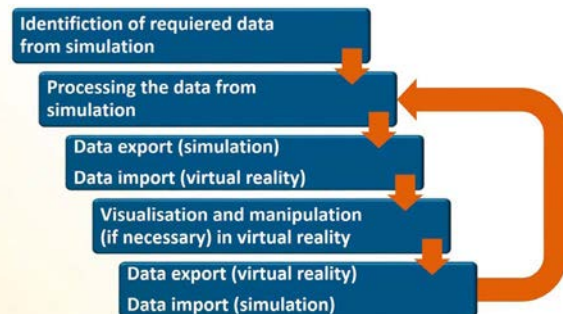 Identifiction of requiered data
from simulation
Processing the data from
simulation
Data export (simulation)
Data import (virtual reality)
Visualisation and manipulation
(if necessary) in virtual reality
Data export (virtual reality)
Data import (simulation)